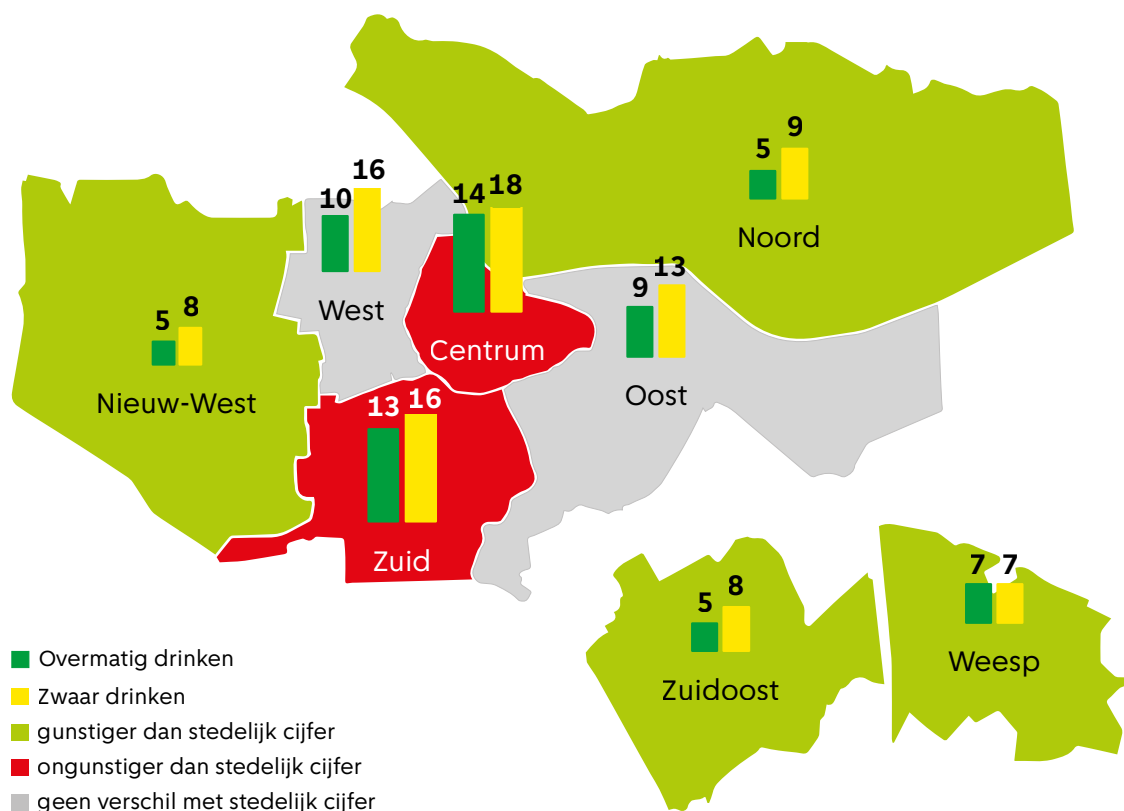 5 9
Noord
10 16
West
14 18
Centrum
9 13
Oost
5 8
Nieuw-West
13 16
Zuid
5 8
Zuidoost
7 7
Weesp
Overmatig drinken
Zwaar drinken
gunstiger dan stedelijk cijfer
ongunstiger dan stedelijk cijfer
geen verschil met stedelijk cijfer